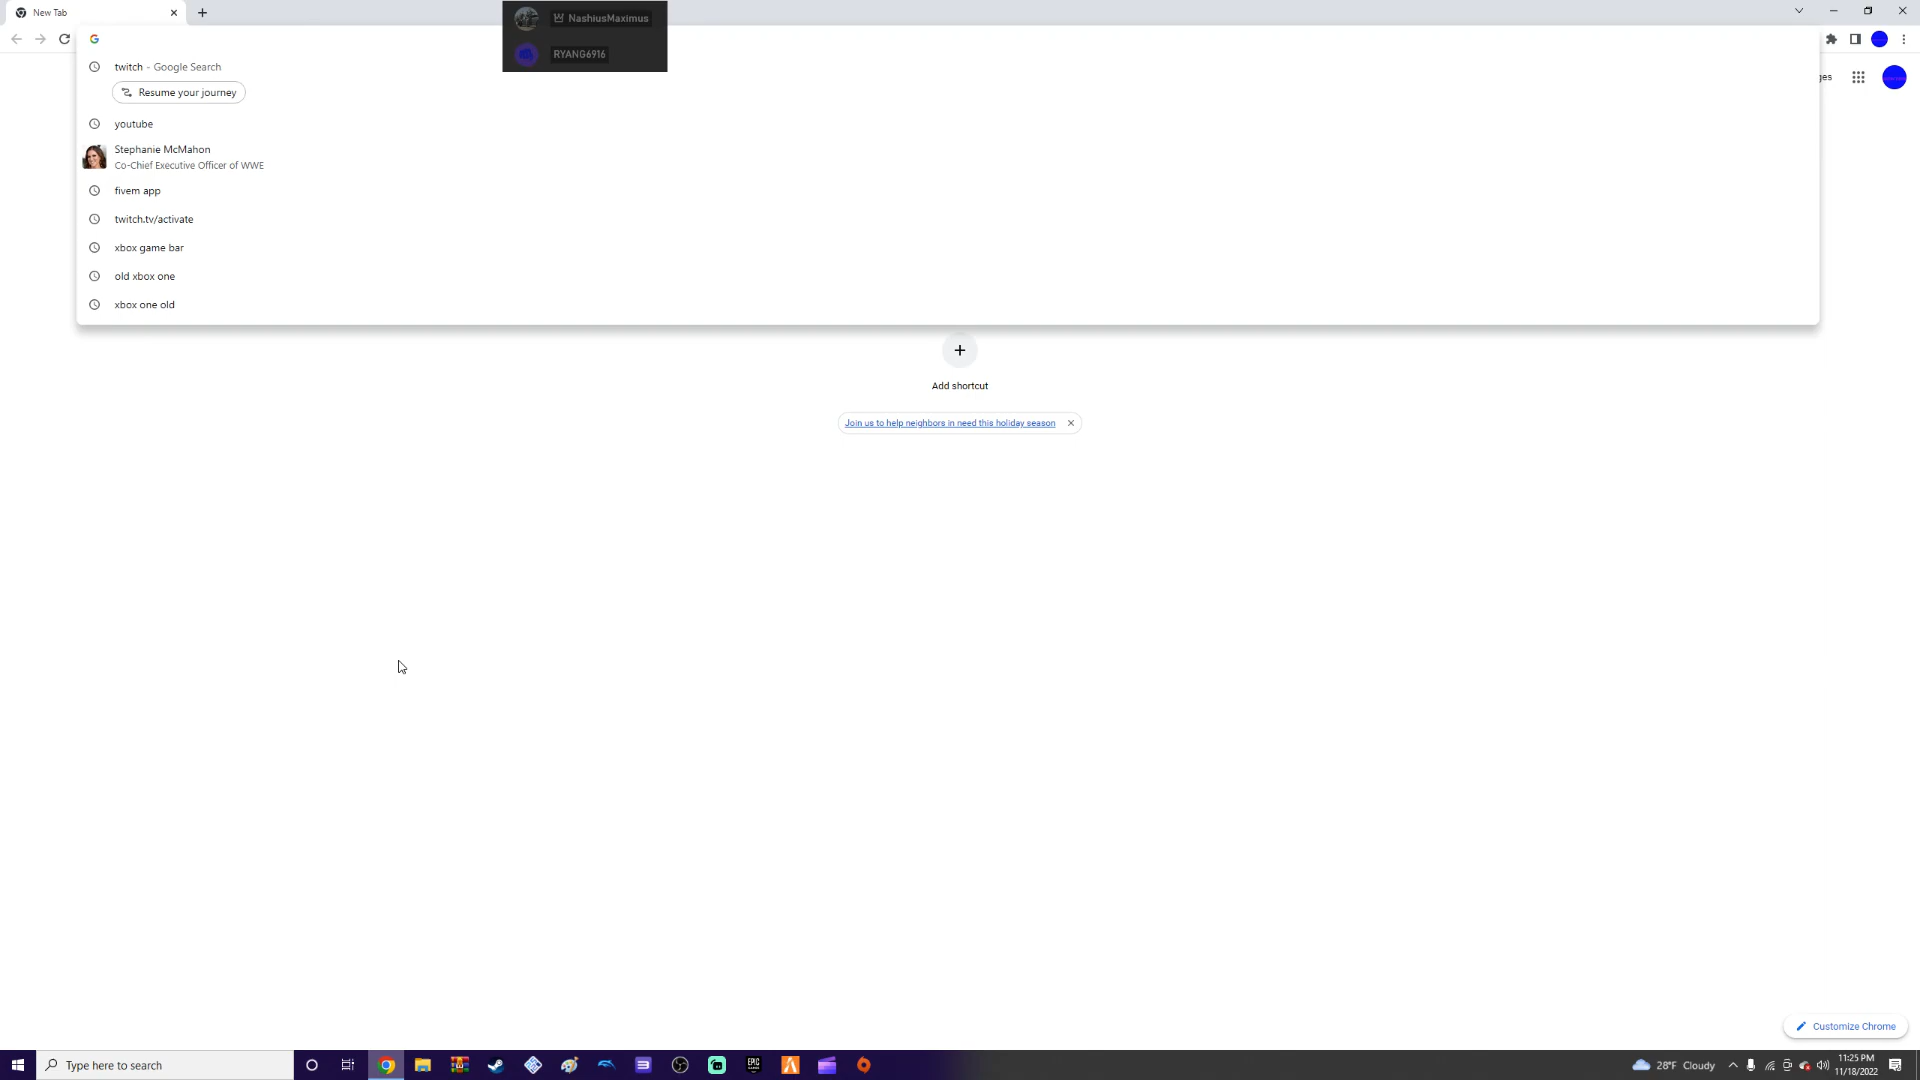 New Tab
NashiusMaximus
RYANG6916
twitch - Google Search
Resume your journey
youtube
Stephanie McMahon
Co-Chief Executive Officer of WWE
fivem app
twitch.tv/activate
xbox game bar
old xbox one
xbox one old
Add shortcut
Join us to help neighbors in need this holiday season
Customize Chrome
Type here to search
EPIC
28°F Cloudy
11:25 PM
11/18/2022